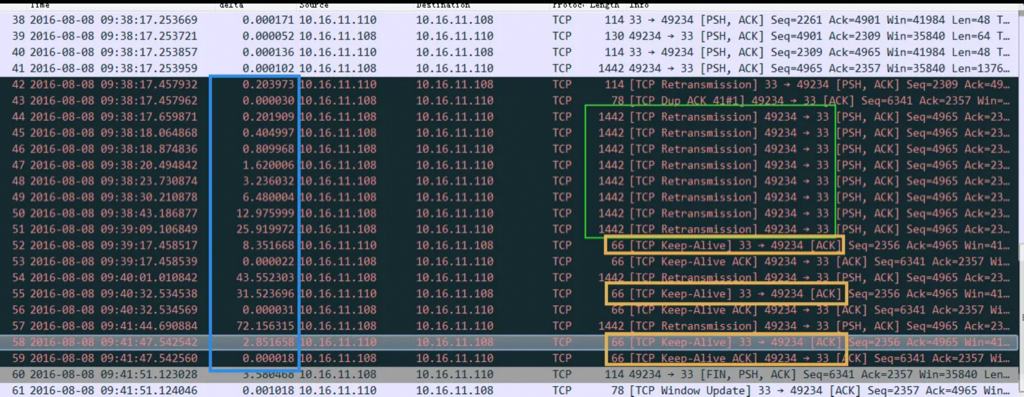 Time delta Source Destination Protoc Length Info
38 2016-08-08 09:38:17.253669 0.000171 10.16.11.110 10.16.11.108 TCP 114 33 → 49234 [PSH, ACK] Seq=2261 Ack=4901 Win=41984 Len=48 T…
39 2016-08-08 09:38:17.253721 0.000052 10.16.11.108 10.16.11.110 TCP 130 49234 → 33 [PSH, ACK] Seq=4901 Ack=2309 Win=35840 Len=64 T…
40 2016-08-08 09:38:17.253857 0.000136 10.16.11.110 10.16.11.108 TCP 114 33 → 49234 [PSH, ACK] Seq=2309 Ack=4965 Win=41984 Len=48 T…
41 2016-08-08 09:38:17.253959 0.000102 10.16.11.108 10.16.11.110 TCP 1442 49234 → 33 [PSH, ACK] Seq=4965 Ack=2357 Win=35840 Len=1376…
42 2016-08-08 09:38:17.457932 0.203973 10.16.11.110 10.16.11.108 TCP 114 [TCP Retransmission] 33 → 49234 [PSH, ACK] Seq=2309 Ack=49…
43 2016-08-08 09:38:17.457962 0.000030 10.16.11.108 10.16.11.110 TCP 78 [TCP Dup ACK 41#1] 49234 → 33 [ACK] Seq=6341 Ack=2357 Win=…
44 2016-08-08 09:38:17.659871 0.201909 10.16.11.108 10.16.11.110 TCP 1442 [TCP Retransmission] 49234 → 33 [PSH, ACK] Seq=4965 Ack=23…
45 2016-08-08 09:38:18.064868 0.404997 10.16.11.108 10.16.11.110 TCP 1442 [TCP Retransmission] 49234 → 33 [PSH, ACK] Seq=4965 Ack=23…
46 2016-08-08 09:38:18.874836 0.809968 10.16.11.108 10.16.11.110 TCP 1442 [TCP Retransmission] 49234 → 33 [PSH, ACK] Seq=4965 Ack=23…
47 2016-08-08 09:38:20.494842 1.620006 10.16.11.108 10.16.11.110 TCP 1442 [TCP Retransmission] 49234 → 33 [PSH, ACK] Seq=4965 Ack=23…
48 2016-08-08 09:38:23.730874 3.236032 10.16.11.108 10.16.11.110 TCP 1442 [TCP Retransmission] 49234 → 33 [PSH, ACK] Seq=4965 Ack=23…
49 2016-08-08 09:38:30.210878 6.480004 10.16.11.108 10.16.11.110 TCP 1442 [TCP Retransmission] 49234 → 33 [PSH, ACK] Seq=4965 Ack=23…
50 2016-08-08 09:38:43.186877 12.975999 10.16.11.108 10.16.11.110 TCP 1442 [TCP Retransmission] 49234 → 33 [PSH, ACK] Seq=4965 Ack=23…
51 2016-08-08 09:39:09.106849 25.919972 10.16.11.108 10.16.11.110 TCP 1442 [TCP Retransmission] 49234 → 33 [PSH, ACK] Seq=4965 Ack=23…
52 2016-08-08 09:39:17.458517 8.351668 10.16.11.110 10.16.11.108 TCP 66 [TCP Keep-Alive] 33 → 49234 [ACK] Seq=2356 Ack=4965 Win=41…
53 2016-08-08 09:39:17.458539 0.000022 10.16.11.108 10.16.11.110 TCP 66 [TCP Keep-Alive ACK] 49234 → 33 [ACK] Seq=6341 Ack=2357 Wi…
54 2016-08-08 09:40:01.010842 43.552303 10.16.11.108 10.16.11.110 TCP 1442 [TCP Retransmission] 49234 → 33 [PSH, ACK] Seq=4965 Ack=23…
55 2016-08-08 09:40:32.534538 31.523696 10.16.11.110 10.16.11.108 TCP 66 [TCP Keep-Alive] 33 → 49234 [ACK] Seq=2356 Ack=4965 Win=41…
56 2016-08-08 09:40:32.534569 0.000031 10.16.11.108 10.16.11.110 TCP 66 [TCP Keep-Alive ACK] 49234 → 33 [ACK] Seq=6341 Ack=2357 Wi…
57 2016-08-08 09:41:44.690884 72.156315 10.16.11.108 10.16.11.110 TCP 1442 [TCP Retransmission] 49234 → 33 [PSH, ACK] Seq=4965 Ack=23…
58 2016-08-08 09:41:47.542542 2.851658 10.16.11.110 10.16.11.108 TCP 66 [TCP Keep-Alive] 33 → 49234 [ACK] Seq=2356 Ack=4965 Win=41…
59 2016-08-08 09:41:47.542560 0.000018 10.16.11.108 10.16.11.110 TCP 66 [TCP Keep-Alive ACK] 49234 → 33 [ACK] Seq=6341 Ack=2357 Wi…
60 2016-08-08 09:41:51.123028 3.580468 10.16.11.108 10.16.11.110 TCP 114 49234 → 33 [FIN, PSH, ACK] Seq=6341 Ack=2357 Win=35840 Len…
61 2016-08-08 09:41:51.124046 0.001018 10.16.11.110 10.16.11.108 TCP 78 [TCP Window Update] 33 → 49234 [ACK] Seq=2357 Ack=4965 Win…